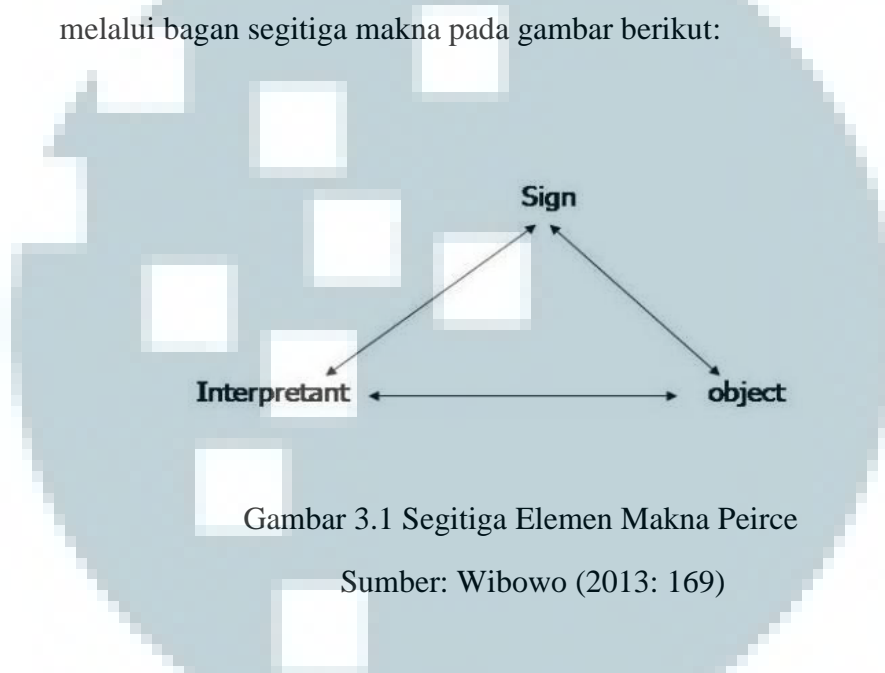 melalui bagan segitiga makna pada gambar berikut:
Sign
Interpretant object
Gambar 3.1 Segitiga Elemen Makna Peirce
Sumber: Wibowo (2013: 169)